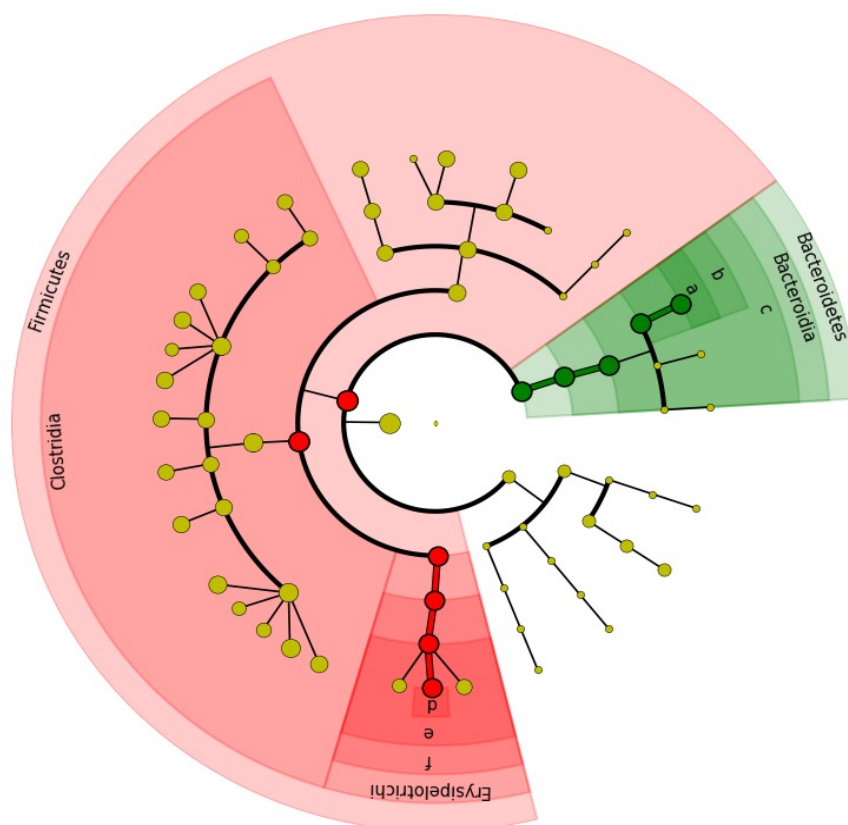 Firmicutes
Clostridia
Bacteroidetes
Bacteroidia
a
b
c
d
e
f
Erysipelotrichi